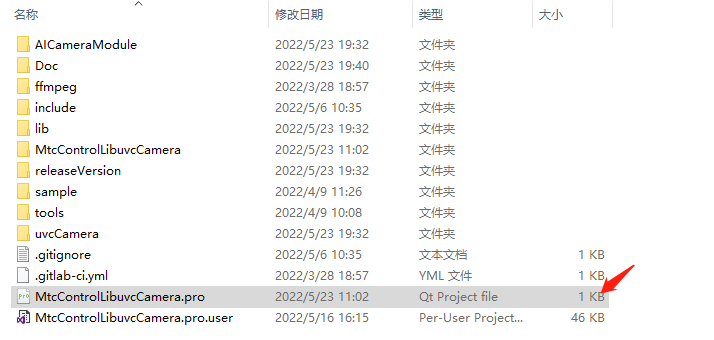 名称 修改日期 类型 大小
AICameraModule 2022/5/23 19:32 文件夹
Doc 2022/5/23 19:40 文件夹
ffmpeg 2022/3/28 18:57 文件夹
include 2022/5/6 10:35 文件夹
lib 2022/5/23 19:32 文件夹
MtcControlLibuvcCamera 2022/5/23 11:02 文件夹
releaseVersion 2022/5/23 19:32 文件夹
sample 2022/4/9 11:26 文件夹
tools 2022/4/9 10:08 文件夹
uvcCamera 2022/5/23 19:32 文件夹
.gitignore 2022/5/6 10:35 文本文档 1 KB
.gitlab-ci.yml 2022/3/28 18:57 YML 文件 1 KB
MtcControlLibuvcCamera.pro 2022/5/23 11:02 Qt Project file 1 KB
MtcControlLibuvcCamera.pro.user 2022/5/16 16:15 Per-User Project... 46 KB